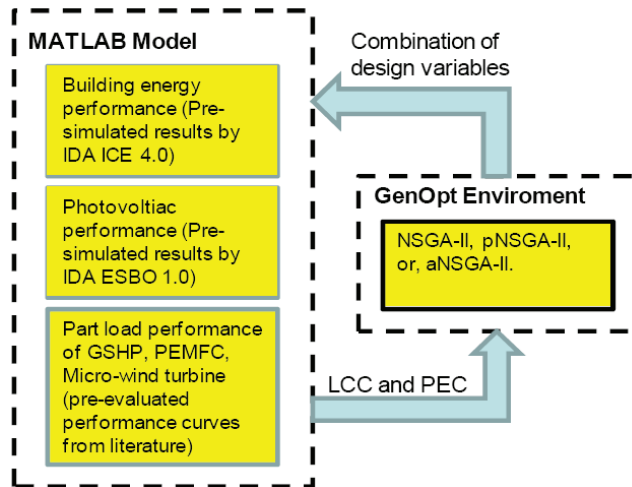 MATLAB Model
Building energy
performance (Pre-
simulated results by
IDA ICE 4.0)
Photovoltiac
performance (Pre-
simulated results by
IDA ESBO 1.0)
Part load performance
of GSHP, PEMFC,
Micro-wind turbine
(pre-evaluated
performance curves
from literature)
Combination of
design variables
GenOpt Enviroment
NSGA-II, pNSGA-II,
or, aNSGA-II.
LCC and PEC